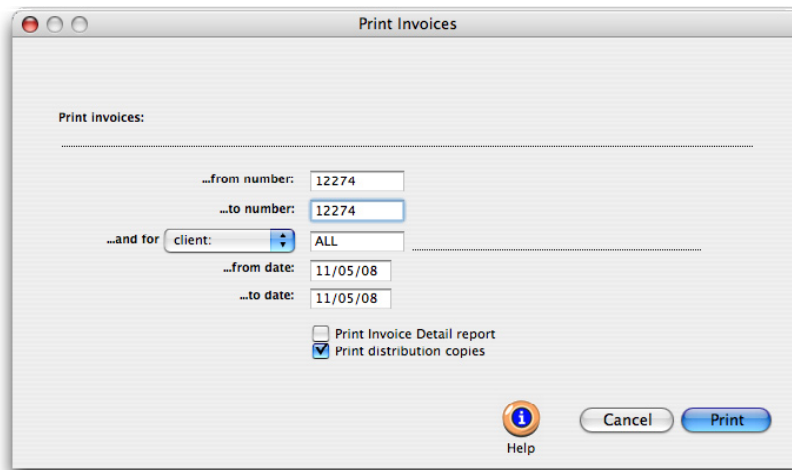 Print Invoices
Print invoices:
...from number: 12274
...to number: 12274
...and for client: ALL
...from date: 11/05/08
...to date: 11/05/08
Print Invoice Detail report
Print distribution copies
Cancel Print
Help